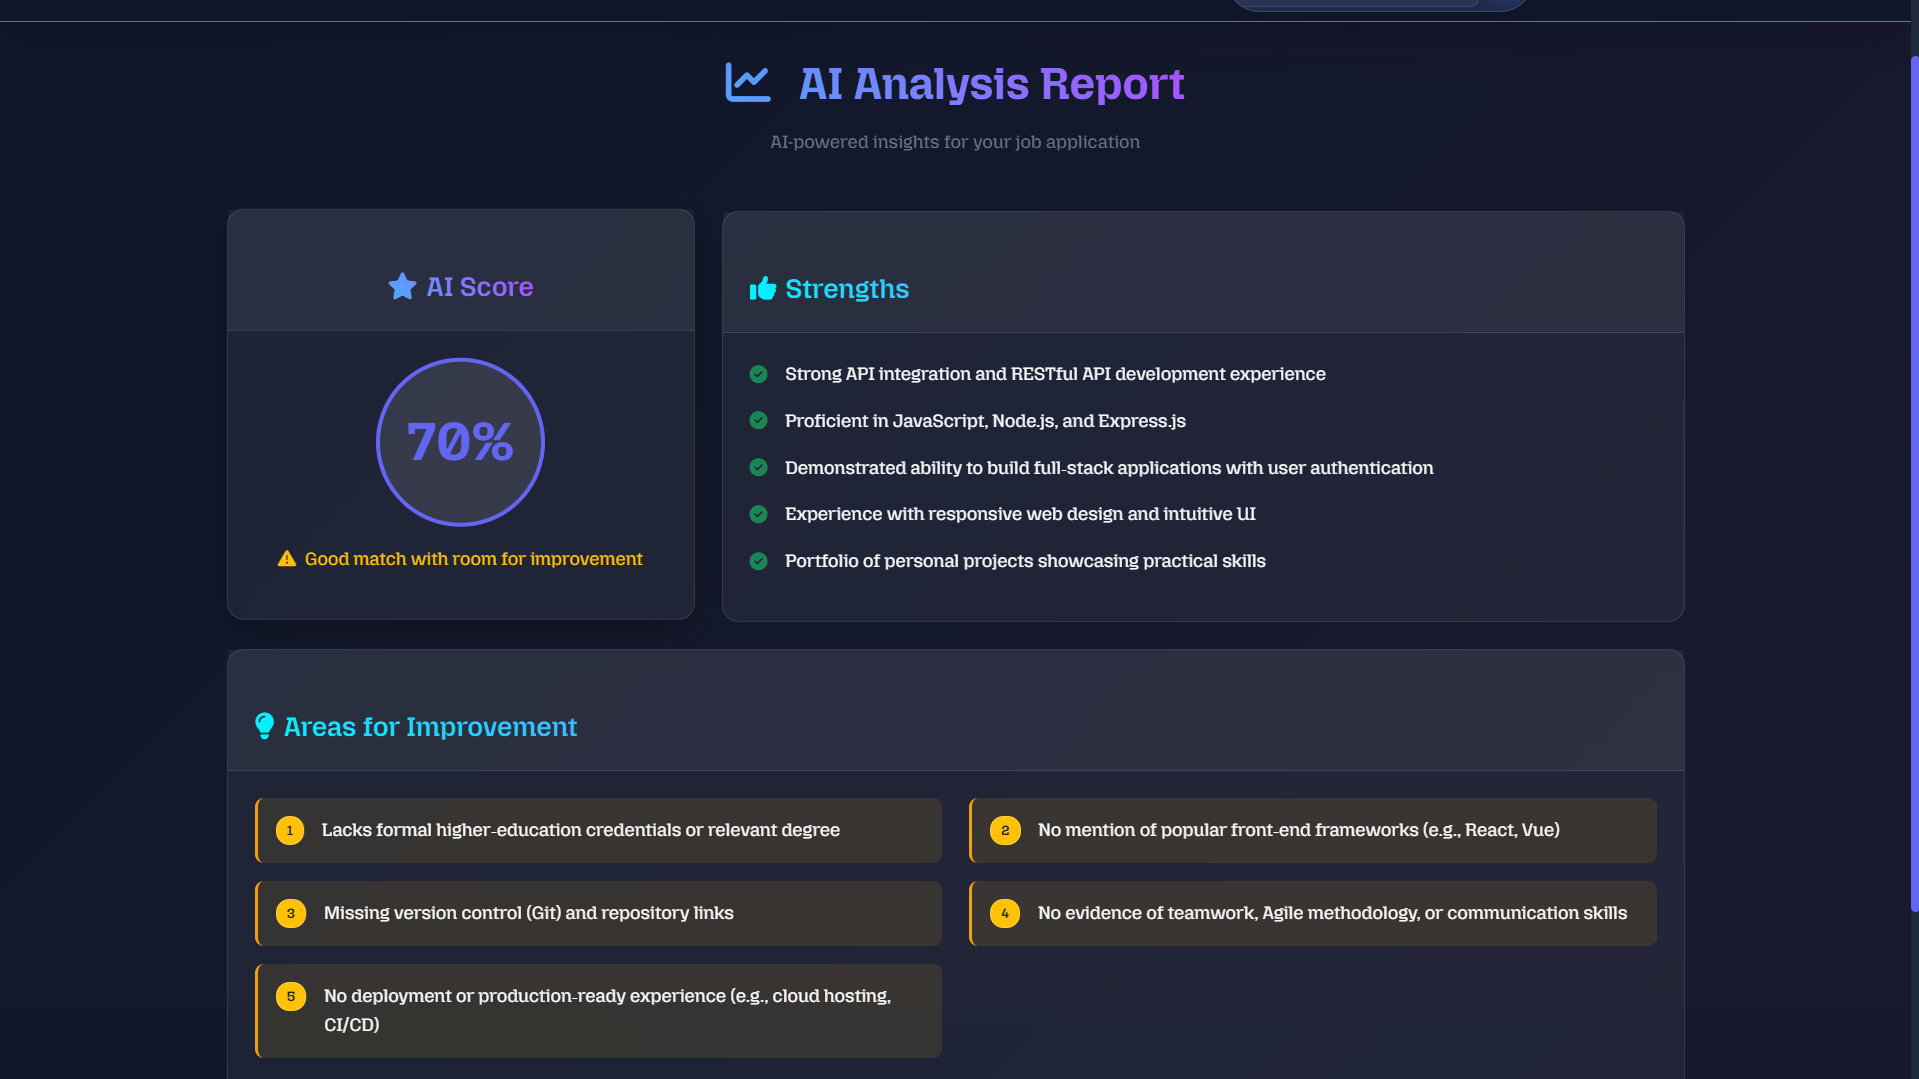 AI Analysis Report
AI-powered insights for your job application
AI Score
70%
Good match with room for improvement
Strengths
Strong API integration and RESTful API development experience
Proficient in JavaScript, Node.js, and Express.js
Demonstrated ability to build full-stack applications with user authentication
Experience with responsive web design and intuitive UI
Portfolio of personal projects showcasing practical skills
Areas for Improvement
1 Lacks formal higher-education credentials or relevant degree
2 No mention of popular front-end frameworks (e.g., React, Vue)
3 Missing version control (Git) and repository links
4 No evidence of teamwork, Agile methodology, or communication skills
5 No deployment or production-ready experience (e.g., cloud hosting,
CI/CD)